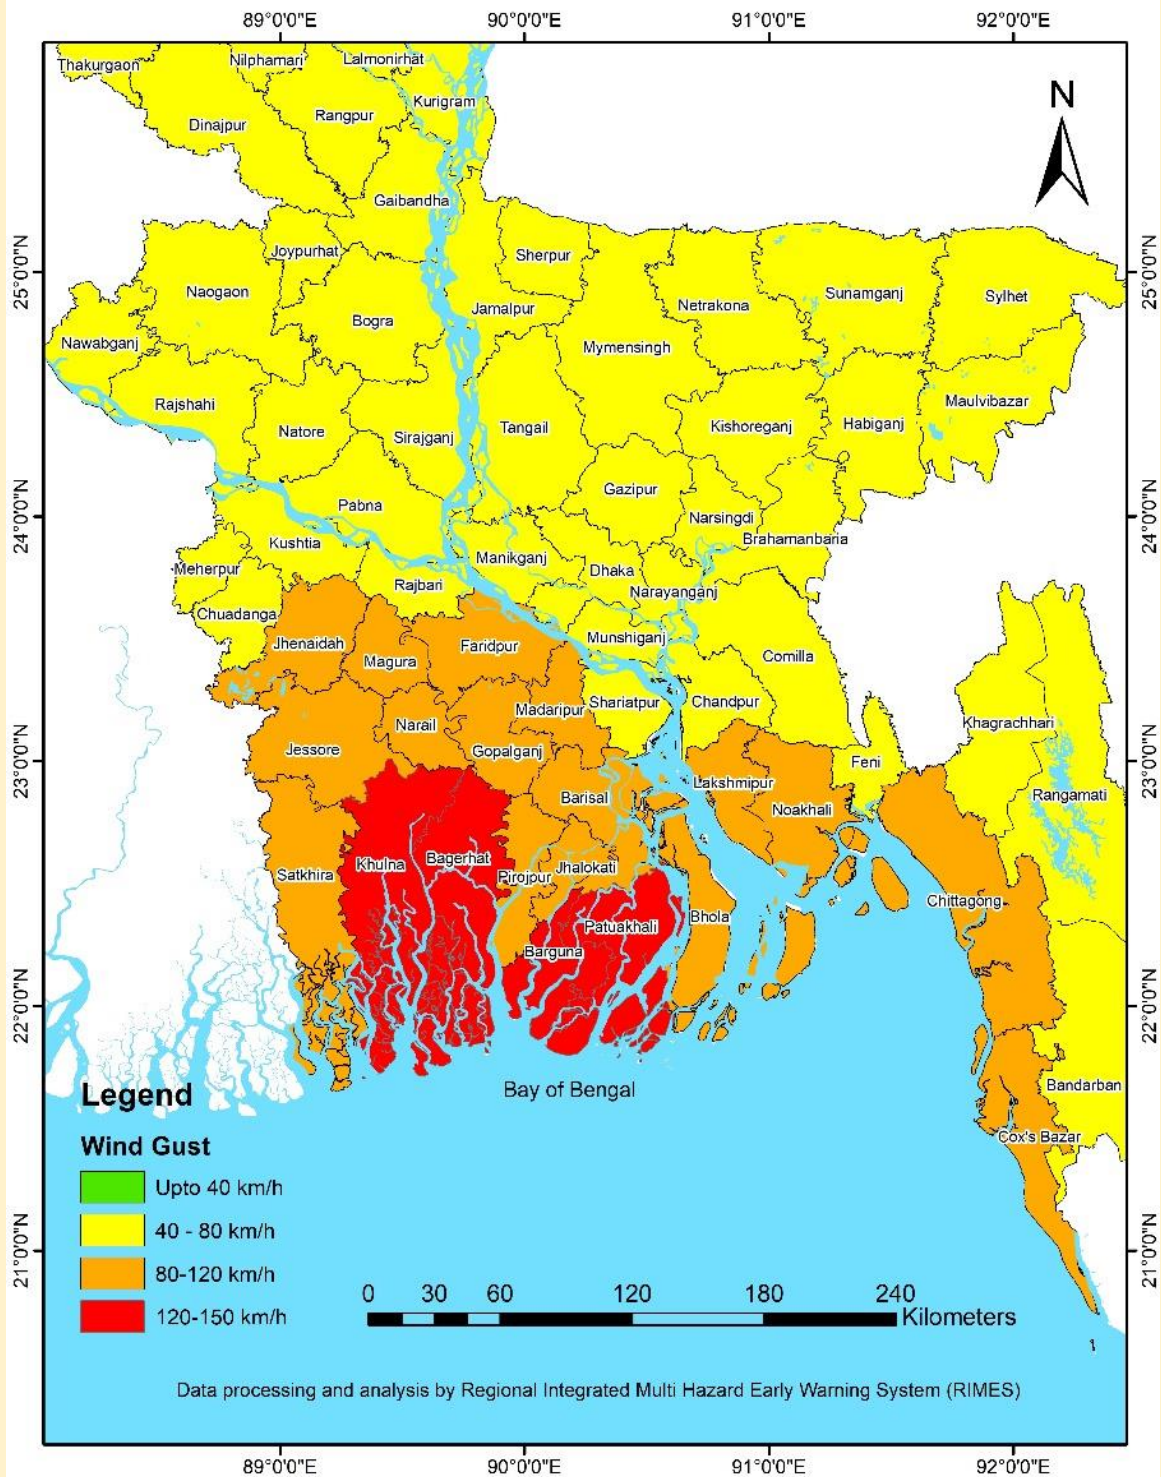 89°0'0"E 90°0'0"E 91°0'0"E 92°0'0"E
N
Thakurgaon
Nilphamari
Lalmonirhat
Kurigram
Rangpur
Dinajpur
Gaibandha
25°0'0"N
25°0'0"N
Joypurhat
Sherpur
Naogaon
Jamalpur
Netrakona
Sunamganj
Sylhet
Bogra
Nawabganj
Mymensingh
Rajshahi
Maulvibazar
Natore
Sirajganj
Tangail
Kishoreganj
Habiganj
Gazipur
24°0'0"N
24°0'0"N
Pabna
Narsingdi
Kushtia
Brahamanbaria
Manikganj
Meherpur
Dhaka
Rajbari
Narayanganj
Chuadanga
Munshiganj
Jhenaidah
Faridpur
Comilla
Magura
Shariatpur
Chandpur
Madaripur
Narail
Khagrachhari
23°0'0"N
23°0'0"N
Jessore
Gopalganj
Feni
Lakshmipur
Rangamati
Barisal
Noakhali
Khulna
Bagerhat
Satkhira
Pirojpur
Jhalokati
Chittagong
Bhola
Patuakhali
Barguna
22°0'0"N
22°0'0"N
Bay of Bengal
Bandarban
Cox's Bazar
Legend
Wind Gust
Upto 40 km/h
40 - 80 km/h
80-120 km/h
120-150 km/h
21°0'0"N
21°0'0"N
0 30 60 120 180 240
Kilometers
Data processing and analysis by Regional Integrated Multi Hazard Early Warning System (RIMES)
89°0'0"E 90°0'0"E 91°0'0"E 92°0'0"E